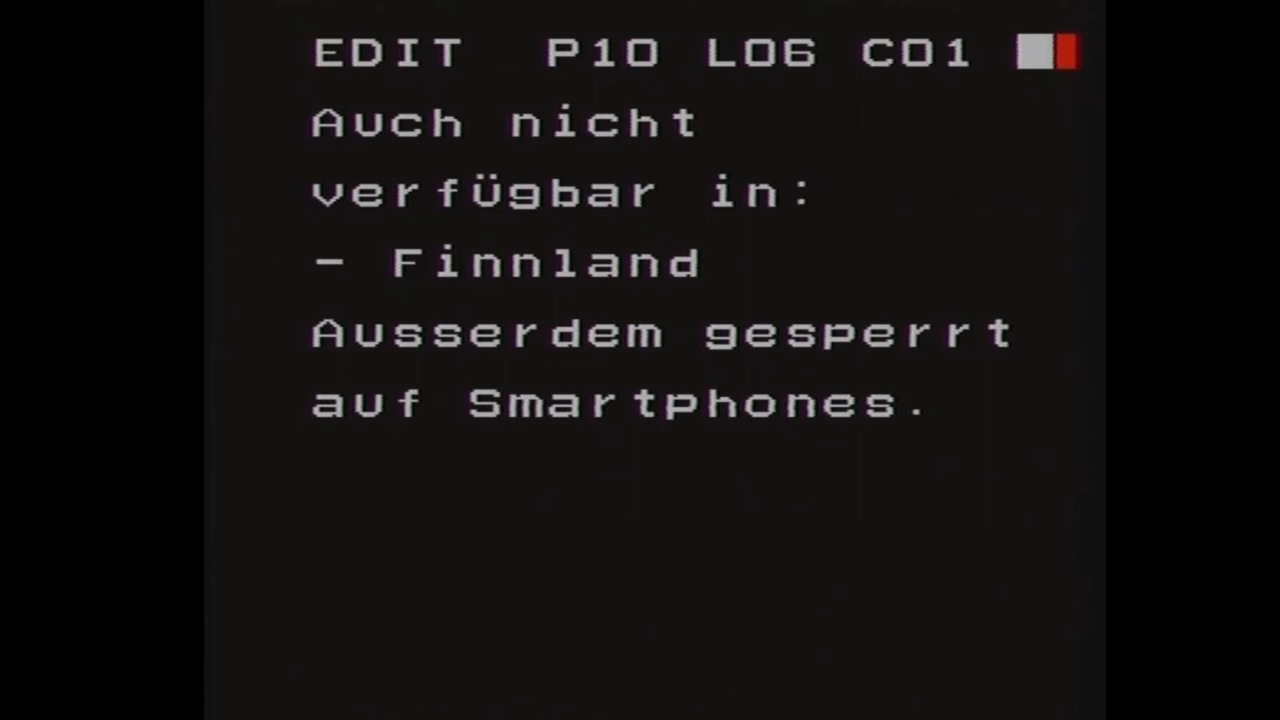 EDIT P10 L06 C01
Auch nicht
verfügbar in:
- Finnland
Ausserdem gesperrt
auf Smartphones.